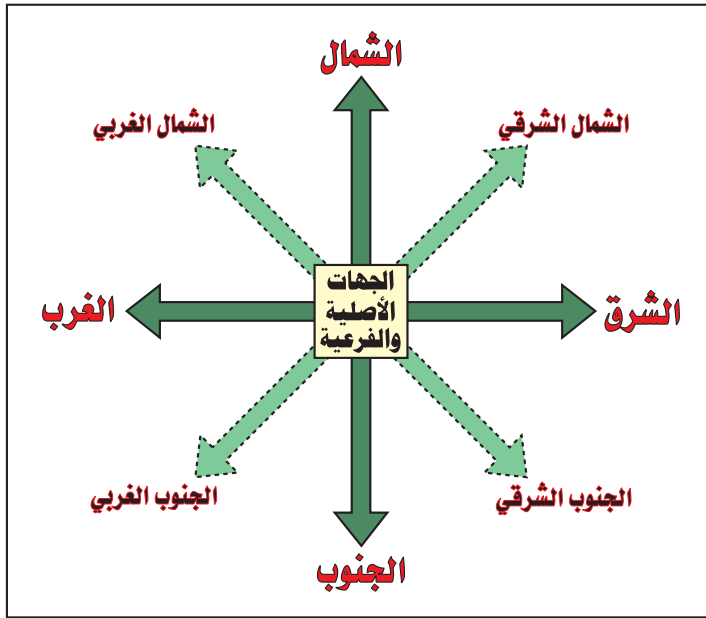 الشمال
الشمال الشرقي
الشمال الغربي
الجهات
الأصلية
والفرعية
الشرق
الغرب
الجنوب الشرقي
الجنوب الغربي
الجنوب